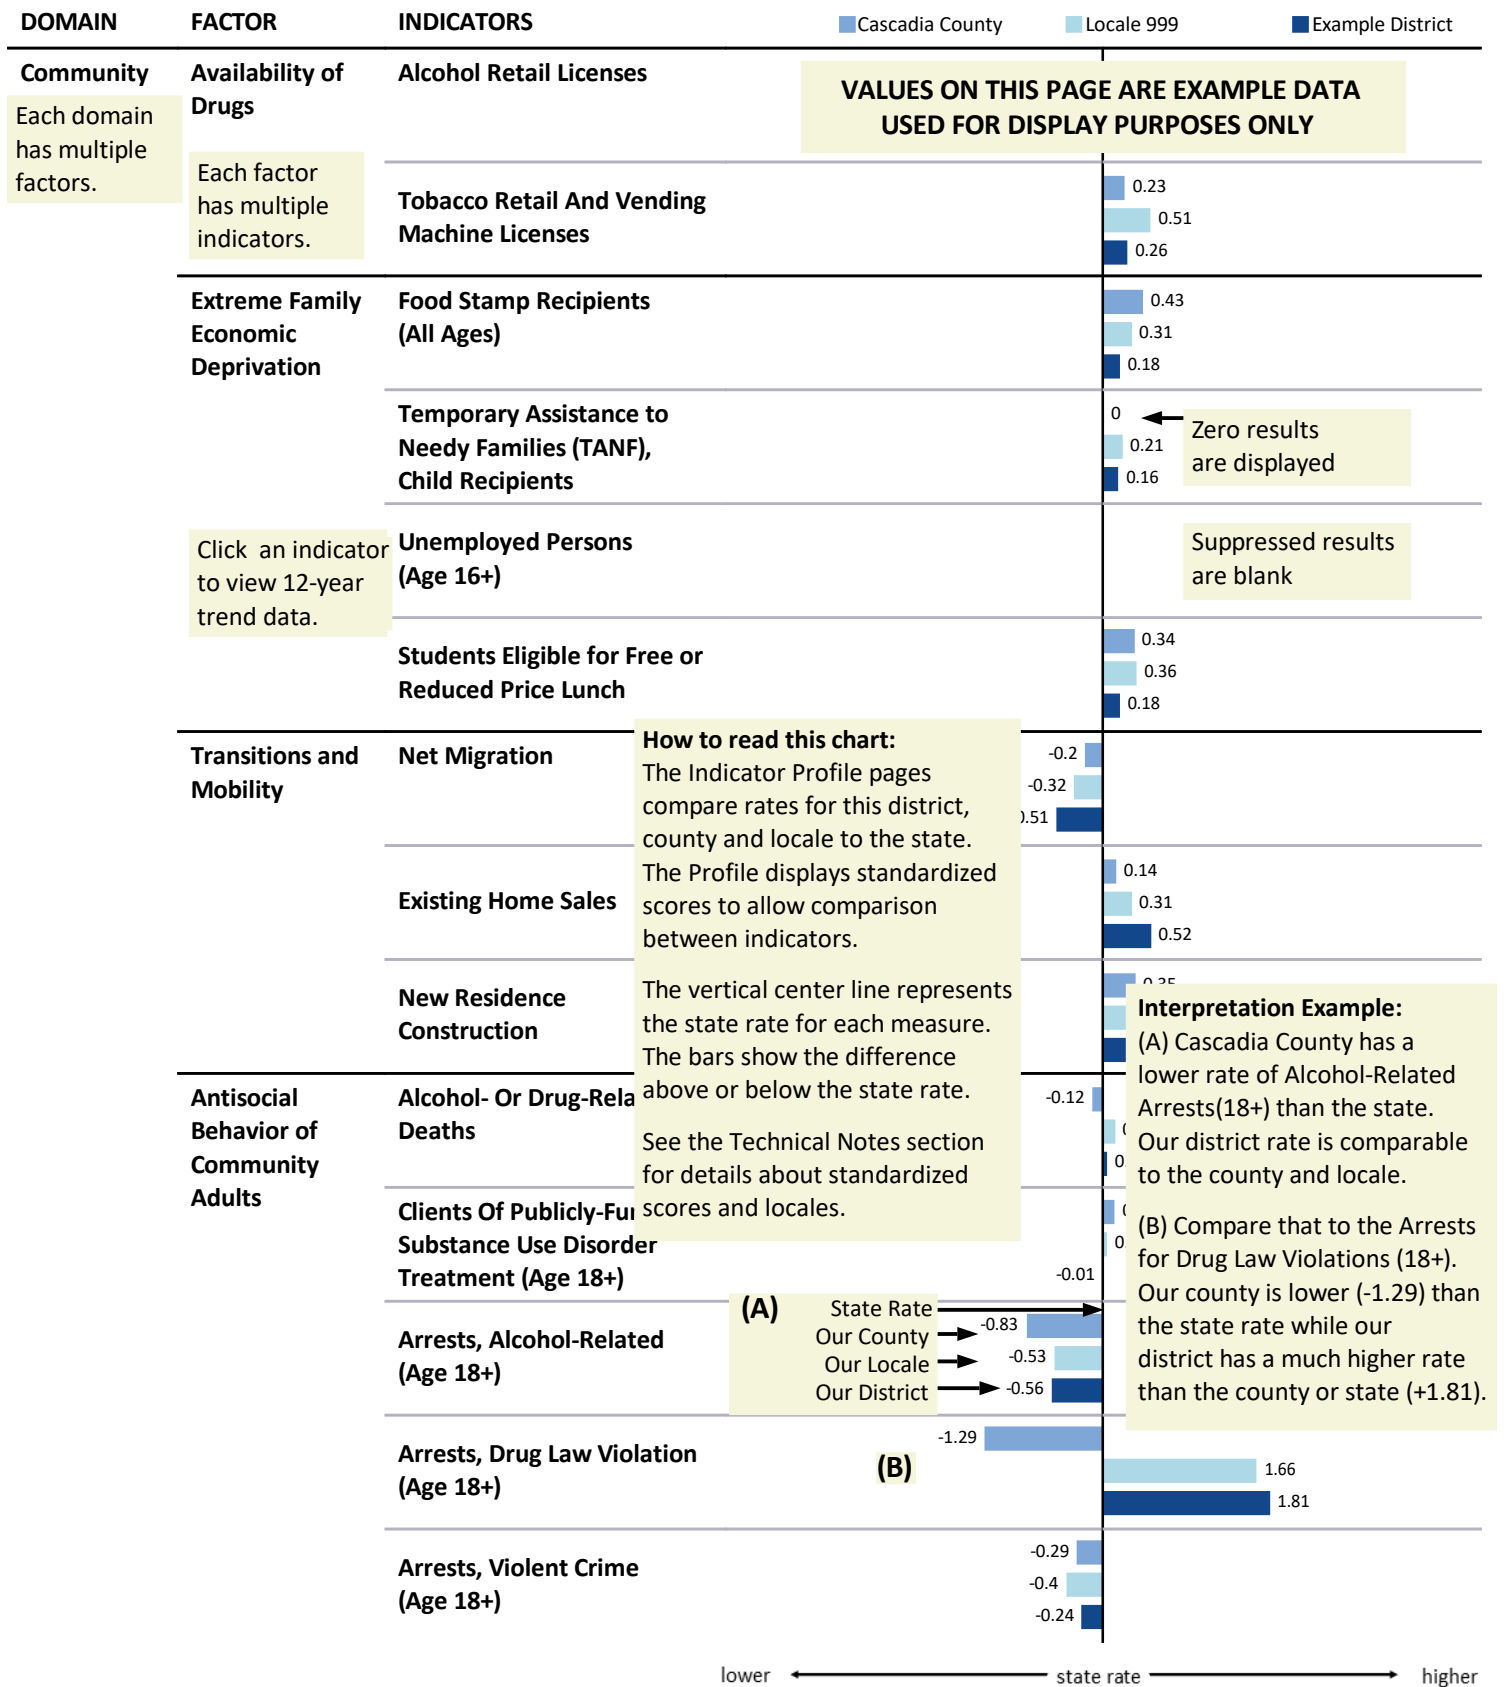 DOMAIN FACTOR INDICATORS Cascadia County Locale 999 Example District
Community
Each domain
has multiple
factors.
Availability of
Drugs
Each factor
has multiple
indicators.
Alcohol Retail Licenses
VALUES ON THIS PAGE ARE EXAMPLE DATA
USED FOR DISPLAY PURPOSES ONLY
Tobacco Retail And Vending
Machine Licenses
0.23
0.51
0.26
Extreme Family
Economic
Deprivation
Food Stamp Recipients
(All Ages)
0.43
0.31
0.18
Temporary Assistance to
Needy Families (TANF),
Child Recipients
0
0.21
0.16
Zero results
are displayed
Click an indicator
to view 12-year
trend data.
Unemployed Persons
(Age 16+)
Suppressed results
are blank
Students Eligible for Free or
Reduced Price Lunch
0.34
0.36
0.18
Transitions and
Mobility
Net Migration
-0.2
-0.32
.51
How to read this chart:
The Indicator Profile pages
compare rates for this district,
county and locale to the state.
The Profile displays standardized
scores to allow comparison
between indicators.
The vertical center line represents
the state rate for each measure.
The bars show the difference
above or below the state rate.
See the Technical Notes section
for details about standardized
scores and locales.
Existing Home Sales
0.14
0.31
0.52
New Residence
Construction
Interpretation Example:
(A) Cascadia County has a
lower rate of Alcohol-Related
Arrests(18+) than the state.
Our district rate is comparable
to the county and locale.
(B) Compare that to the Arrests
for Drug Law Violations (18+).
Our county is lower (-1.29) than
the state rate while our
district has a much higher rate
than the county or state (+1.81).
Antisocial
Behavior of
Community
Adults
Alcohol- Or Drug-Rela
Deaths
-0.12
Clients Of Publicly-Fu
Substance Use Disorder
Treatment (Age 18+)
-0.01
Arrests, Alcohol-Related
(Age 18+)
(A)
State Rate
Our County
Our Locale
Our District
-0.83
-0.53
-0.56
Arrests, Drug Law Violation
(Age 18+)
(B)
-1.29
1.66
1.81
Arrests, Violent Crime
(Age 18+)
-0.29
-0.4
-0.24
lower state rate higher